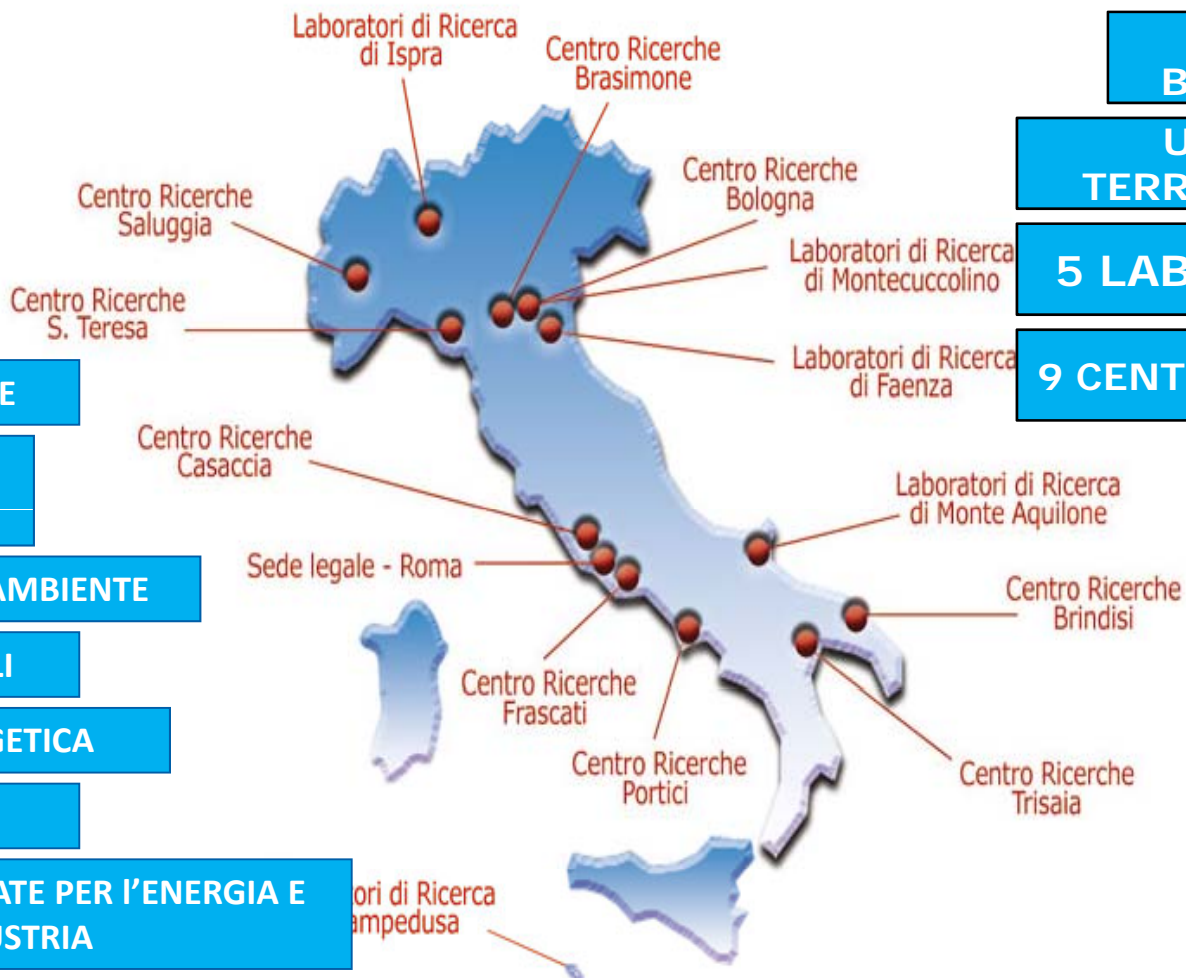 Laboratori di Ricerca
di Ispra
Centro Ricerche
Brasimone
B
U
TERR
Centro Ricerche
Saluggia
Centro Ricerche
Bologna
5 LAB
Laboratori di Ricerca
di Montecuccolino
Centro Ricerche
S. Teresa
Laboratori di Ricerca
di Faenza
9 CENT
E
Centro Ricerche
Casaccia
Laboratori di Ricerca
di Monte Aquilone
Sede legale - Roma
AMBIENTE
Centro Ricerche
Brindisi
LI
Centro Ricerche
Frascati
GETICA
Centro Ricerche
Portici
Centro Ricerche
Trisaia
ATE PER l'ENERGIA E
USTRIA
ori di Ricerca
ampedusa